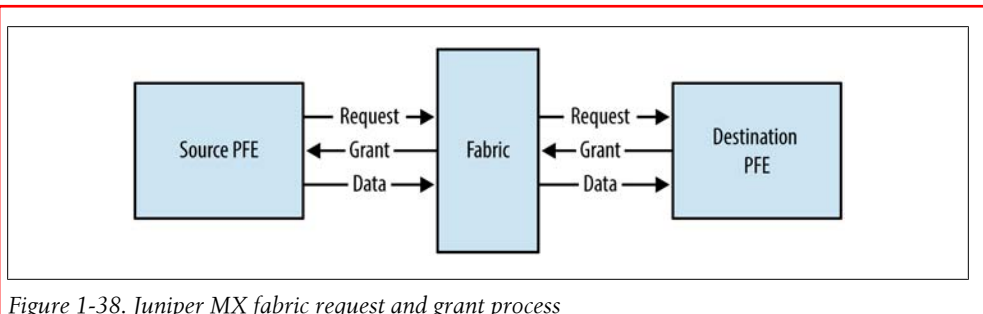 Request
Request
Source PFE
Grant
Fabric
Grant
Destination
PFE
Data
Data
Figure 1-38. Juniper MX fabric request and grant process